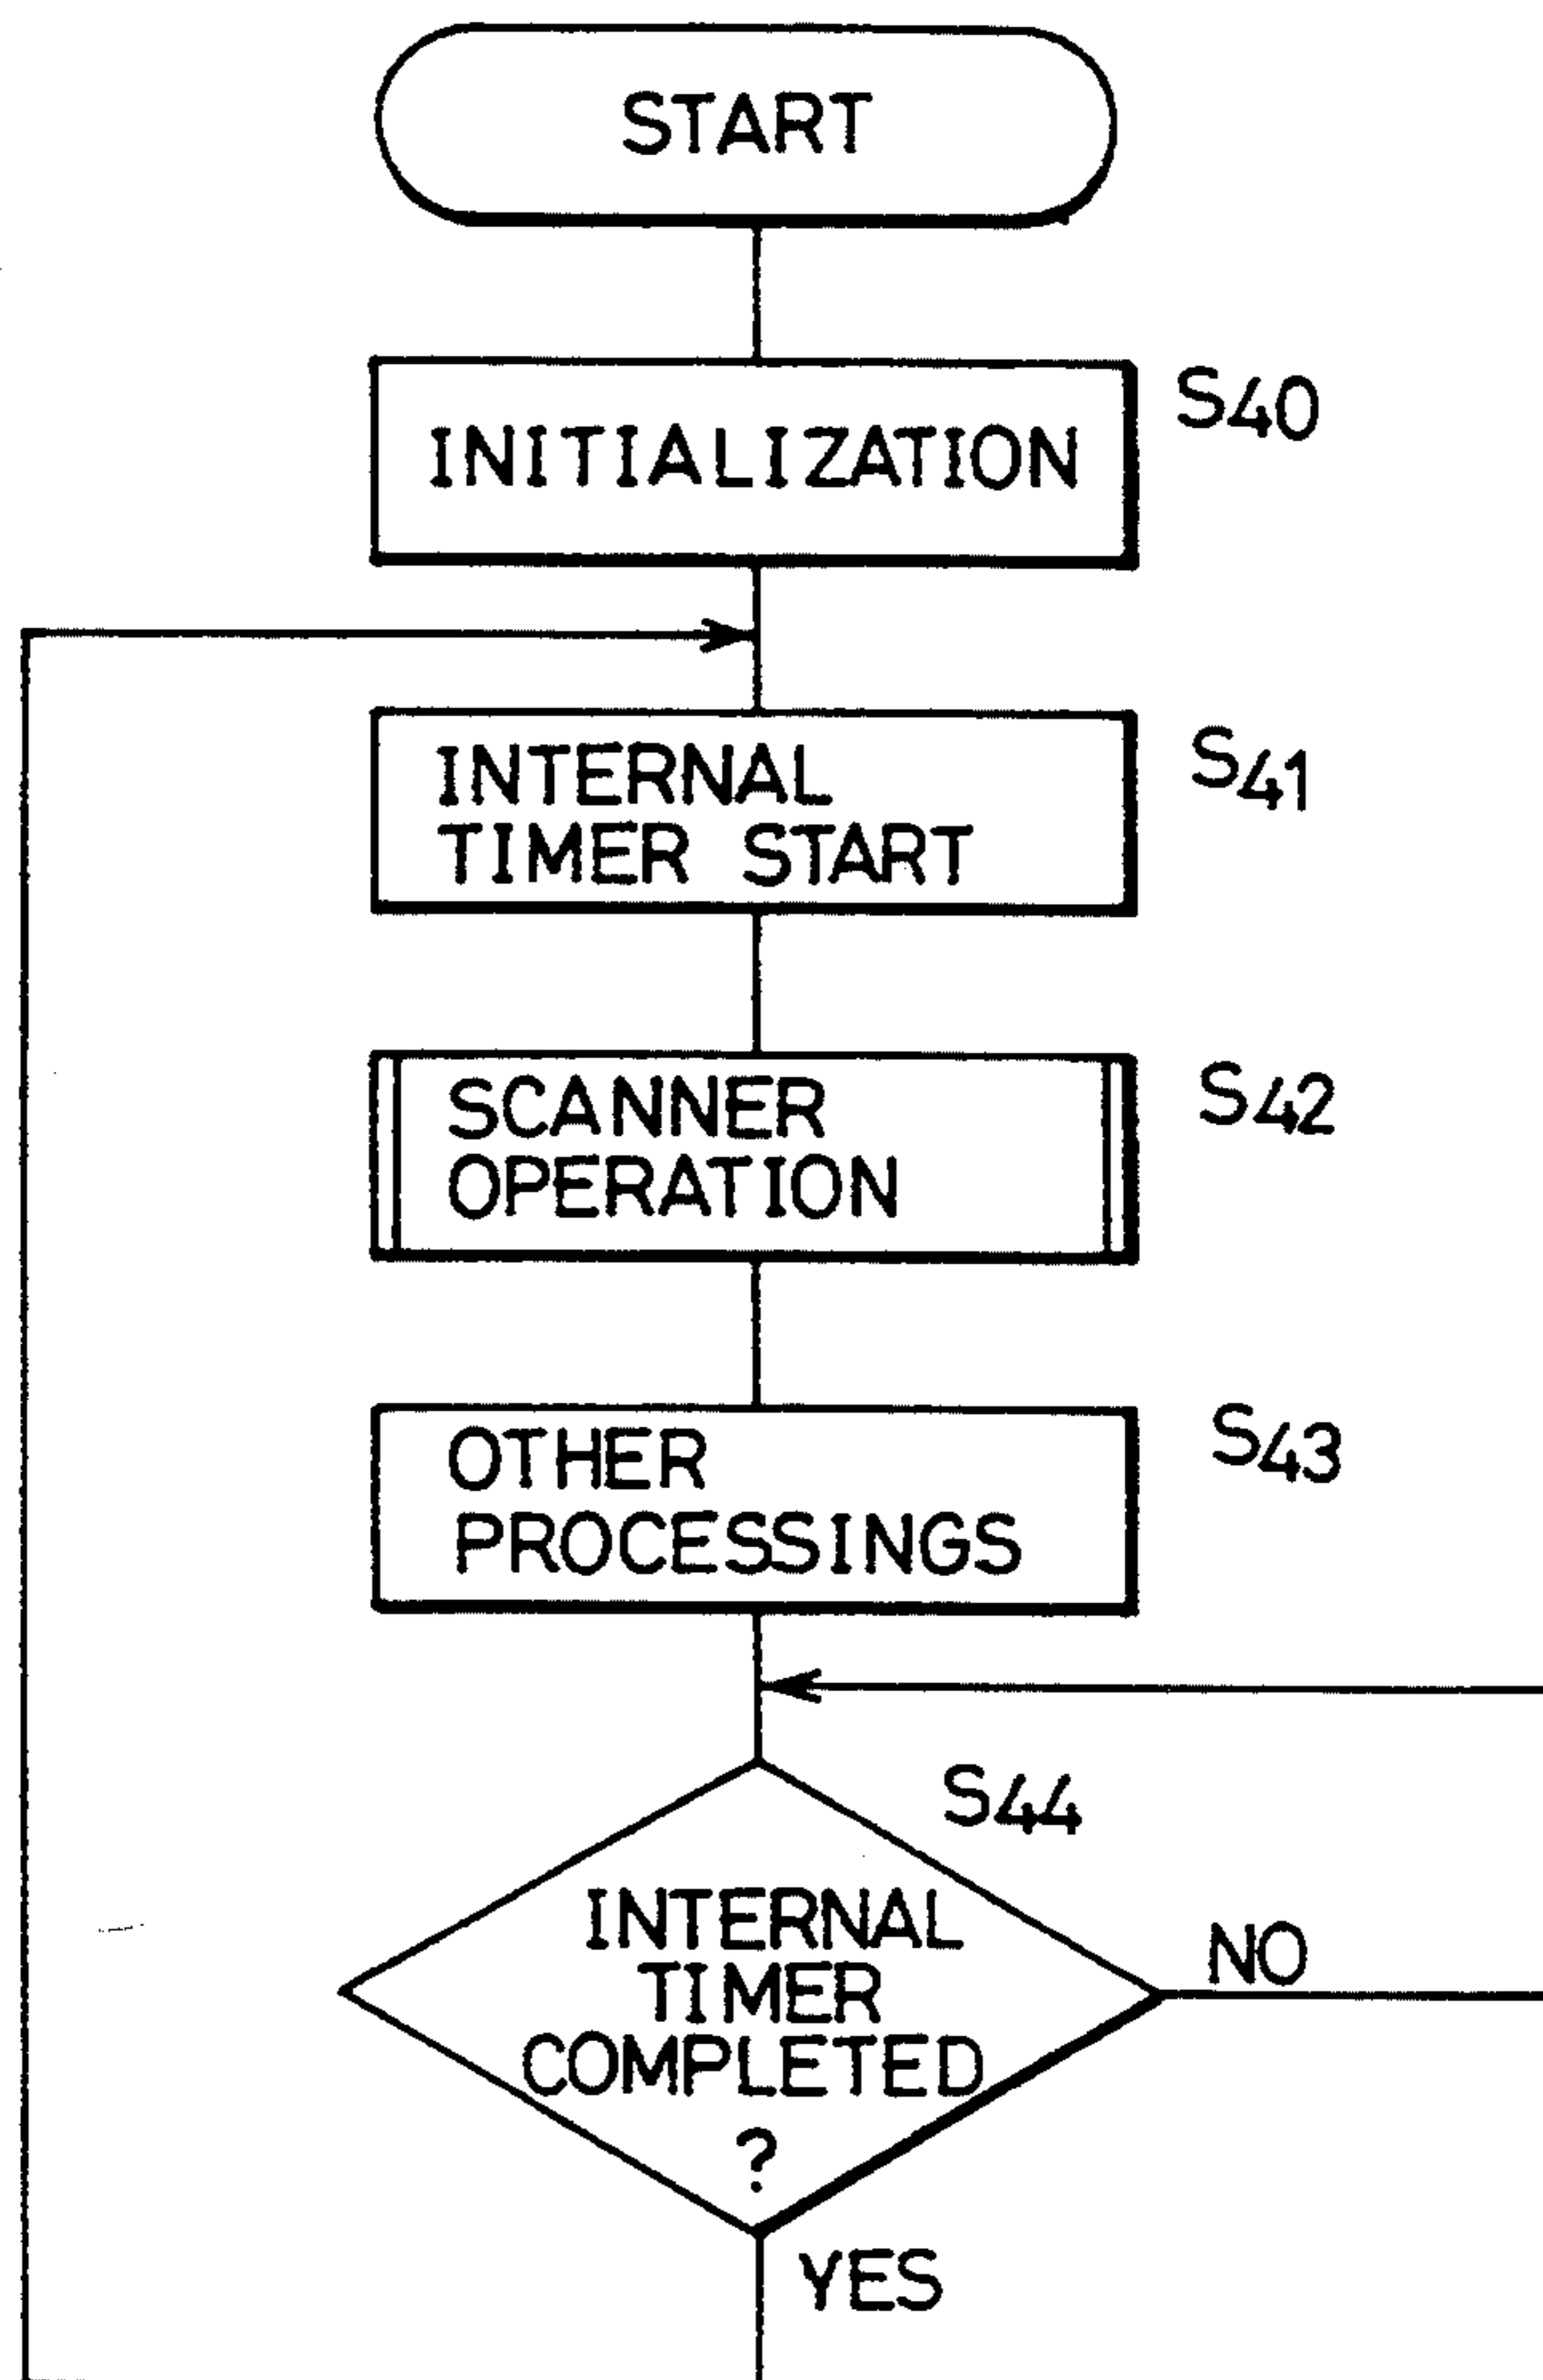 START
INITIALIZATION
S40
INTERNAL
TIMER START
S41
SCANNER
OPERATION
S42
OTHER
PROCESSINGS
S43
S44
INTERNAL
TIMER
COMPLETED
?
NO
YES